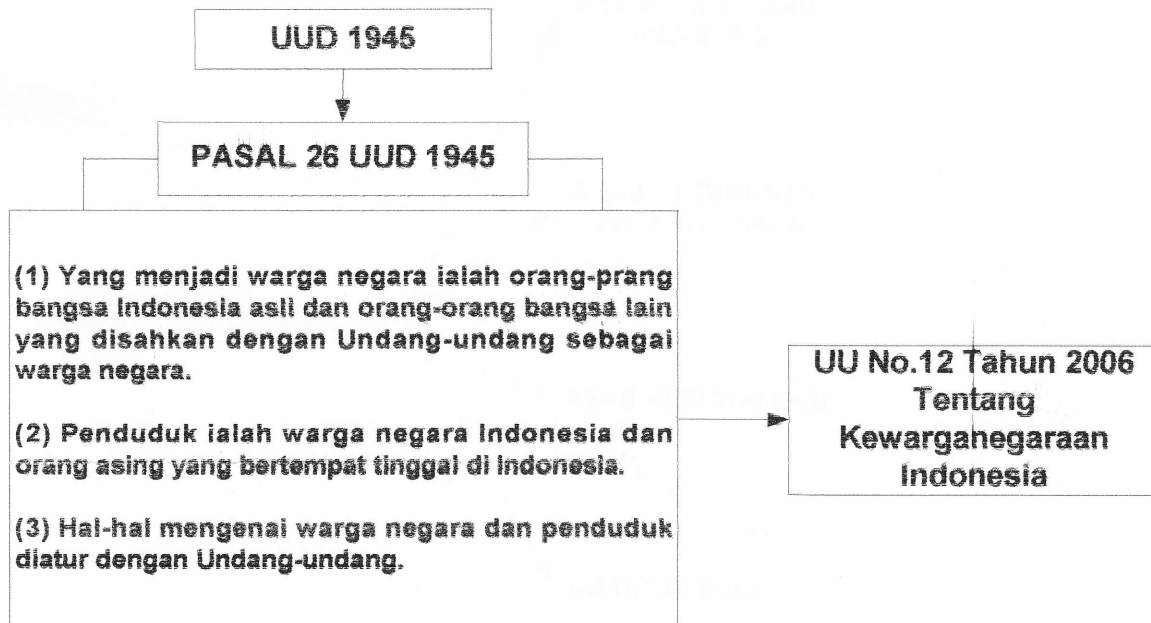 UUD 1945
PASAL 26 UUD 1945
(1) Yang menjadi warga negara ialah orang-prang
bangsa Indonesia asli dan orang-orang bangsa lain
yang disahkan dengan Undang-undang sebagai
warga negara.
(2) Penduduk ialah warga negara Indonesia dan
orang asing yang bertempat tinggal di Indonesia.
(3) Hal-hal mengenai warga negara dan penduduk
diatur dengan Undang-undang.
UU No.12 Tahun 2006
Tentang
Kewarganegaraan
Indonesia